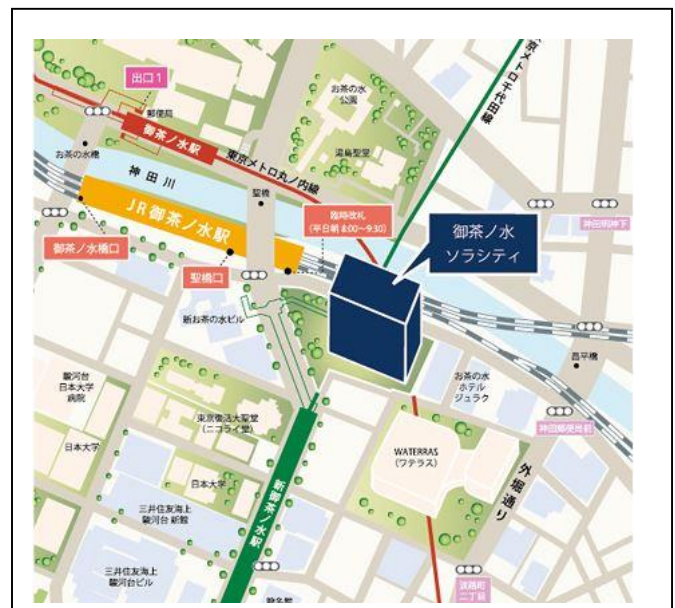 出口1
郵便局
お茶の水
公園
東京メトロ千代田線
御茶ノ水駅
東京メトロ丸ノ内線
湯島聖堂
お茶の水橋
神田川
聖橋
JR御茶ノ水駅
臨時改札
(平日朝 8:00〜9:30)
御茶ノ水
ソラシティ
神田明神下
御茶ノ水橋口
聖橋口
新お茶の水ビル
昌平橋
駿河台
日本大学
病院
お茶の水
ホテル
ジュラク
東京復活大聖堂
(ニコライ堂)
神田郵便局前
日本大学
WATERRAS
(ワテラス)
外堀通り
日本大学
新御茶ノ水駅
三井住友海上
駿河台 新館
三井住友海上
駿河台ビル
淡路町
二丁目